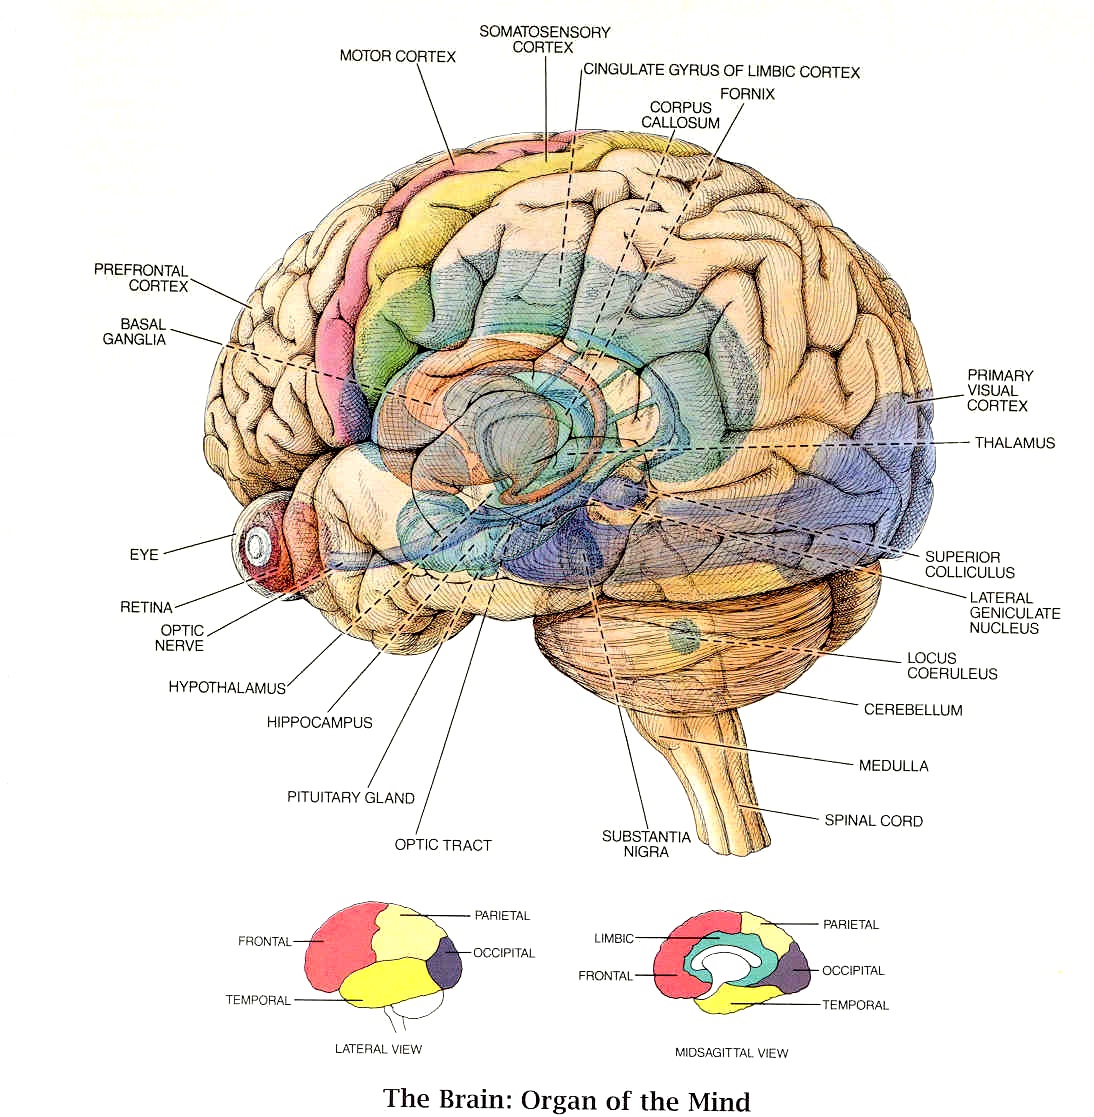 SOMATOSENSORY
CORTEX
MOTOR CORTEX
CINGULATE GYRUS OF LIMBIC CORTEX
FORNIX
CORPUS
CALLOSUM
PREFRONTAL
CORTEX
BASAL
GANGLIA
PRIMARY
VISUAL
CORTEX
THALAMUS
EYE
SUPERIOR
COLLICULUS
RETINA
LATERAL
GENICULATE
NUCLEUS
OPTIC
NERVE
LOCUS
COERULEUS
HYPOTHALAMUS
CEREBELLUM
HIPPOCAMPUS
MEDULLA
PITUITARY GLAND
SPINAL CORD
OPTIC TRACT
SUBSTANTIA
NIGRA
PARIETAL
FRONTAL
OCCIPITAL
TEMPORAL
LATERAL VIEW
PARIETAL
LIMBIC
FRONTAL
OCCIPITAL
TEMPORAL
MIDSAGITTAL VIEW
The Brain: Organ of the Mind